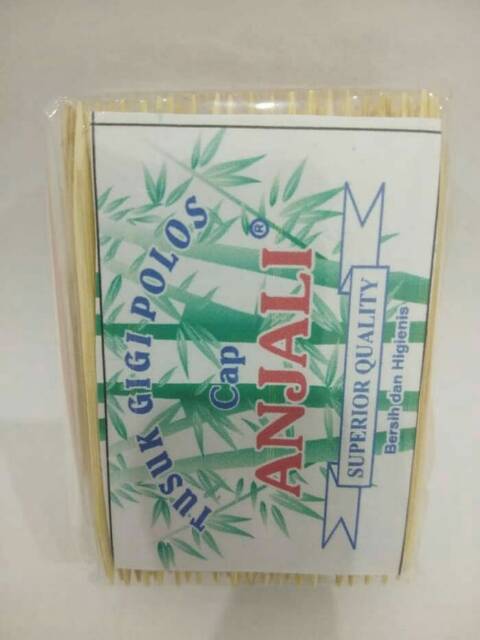 TUSUK GIGI POLOS
Cap
ANJALI ®
SUPERIOR QUALITY
Bersih dan Higienis